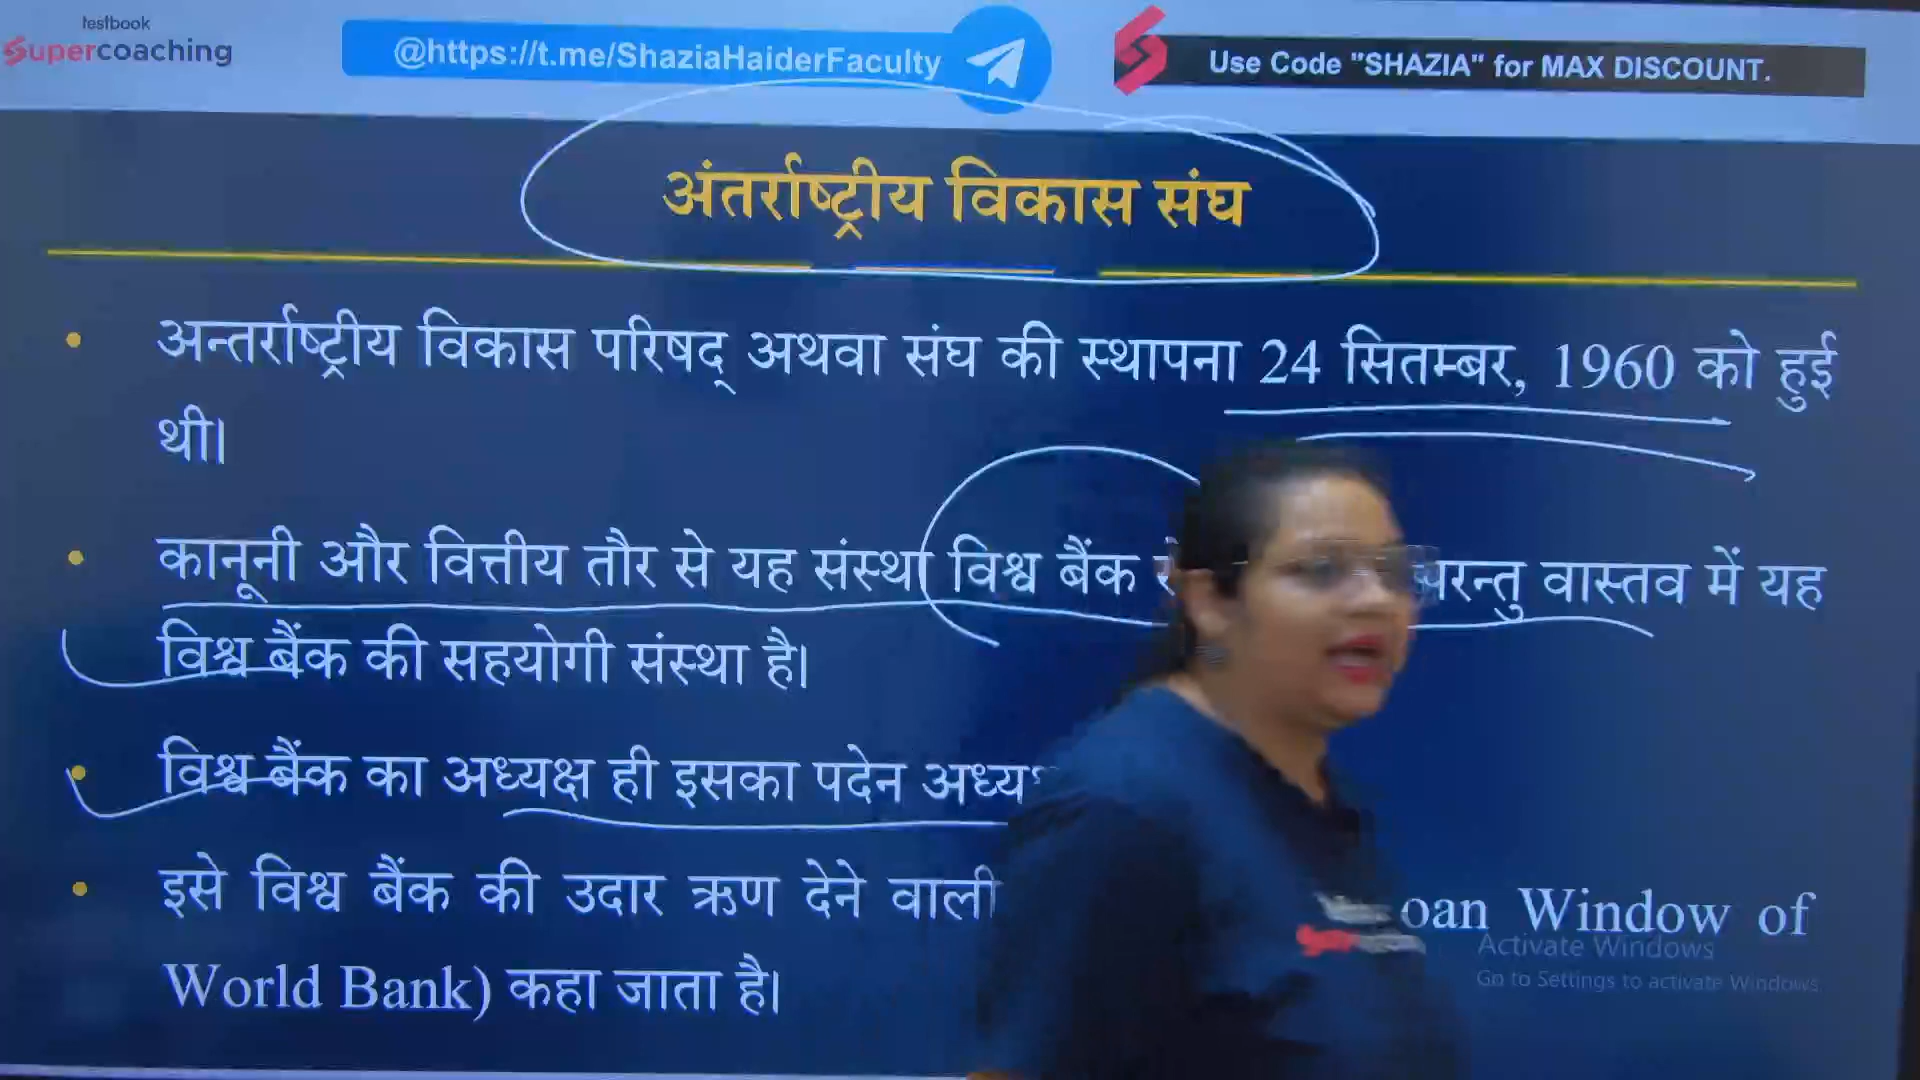 testbook
Supercoaching
@https://t.me/ShaziaHaiderFaculty
Use Code "SHAZIA" for MAX DISCOUNT.
अंतर्राष्ट्रीय विकास संघ
• अन्तर्राष्ट्रीय विकास परिषद् अथवा संघ की स्थापना 24 सितम्बर, 1960 को हुई
थी।
• कानूनी और वित्तीय तौर से यह संस्था विश्व बैंक परन्तु वास्तव में यह
विश्व बैंक की सहयोगी संस्था है।
• विश्व बैंक का अध्यक्ष ही इसका पदेन
• इसे विश्व बैंक की उदार ऋण देने वाली Window of
World Bank) कहा जाता है।
Activate Windows
Go to Settings to activate Windows.